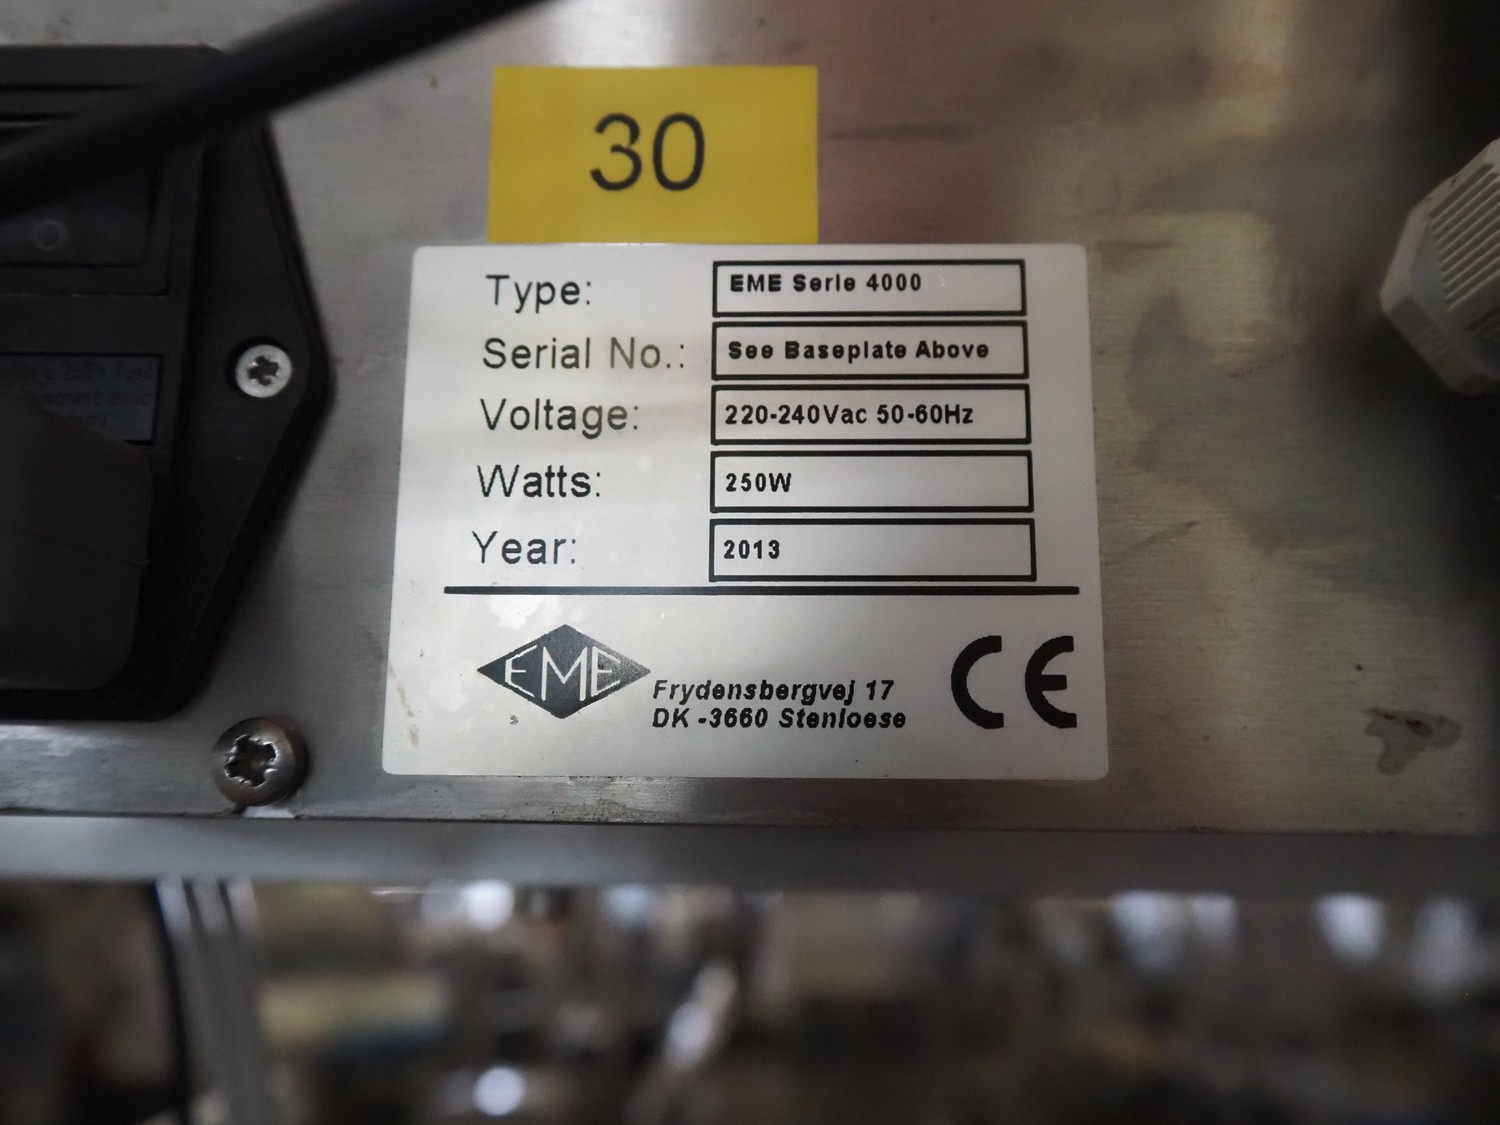 30
Type: EME Serie 4000
Serial No.: See Baseplate Above
Voltage: 220-240Vac 50-60Hz
Watts: 250W
Year: 2013
EME
Frydensbergvej 17
DK -3660 Stenloese
CE